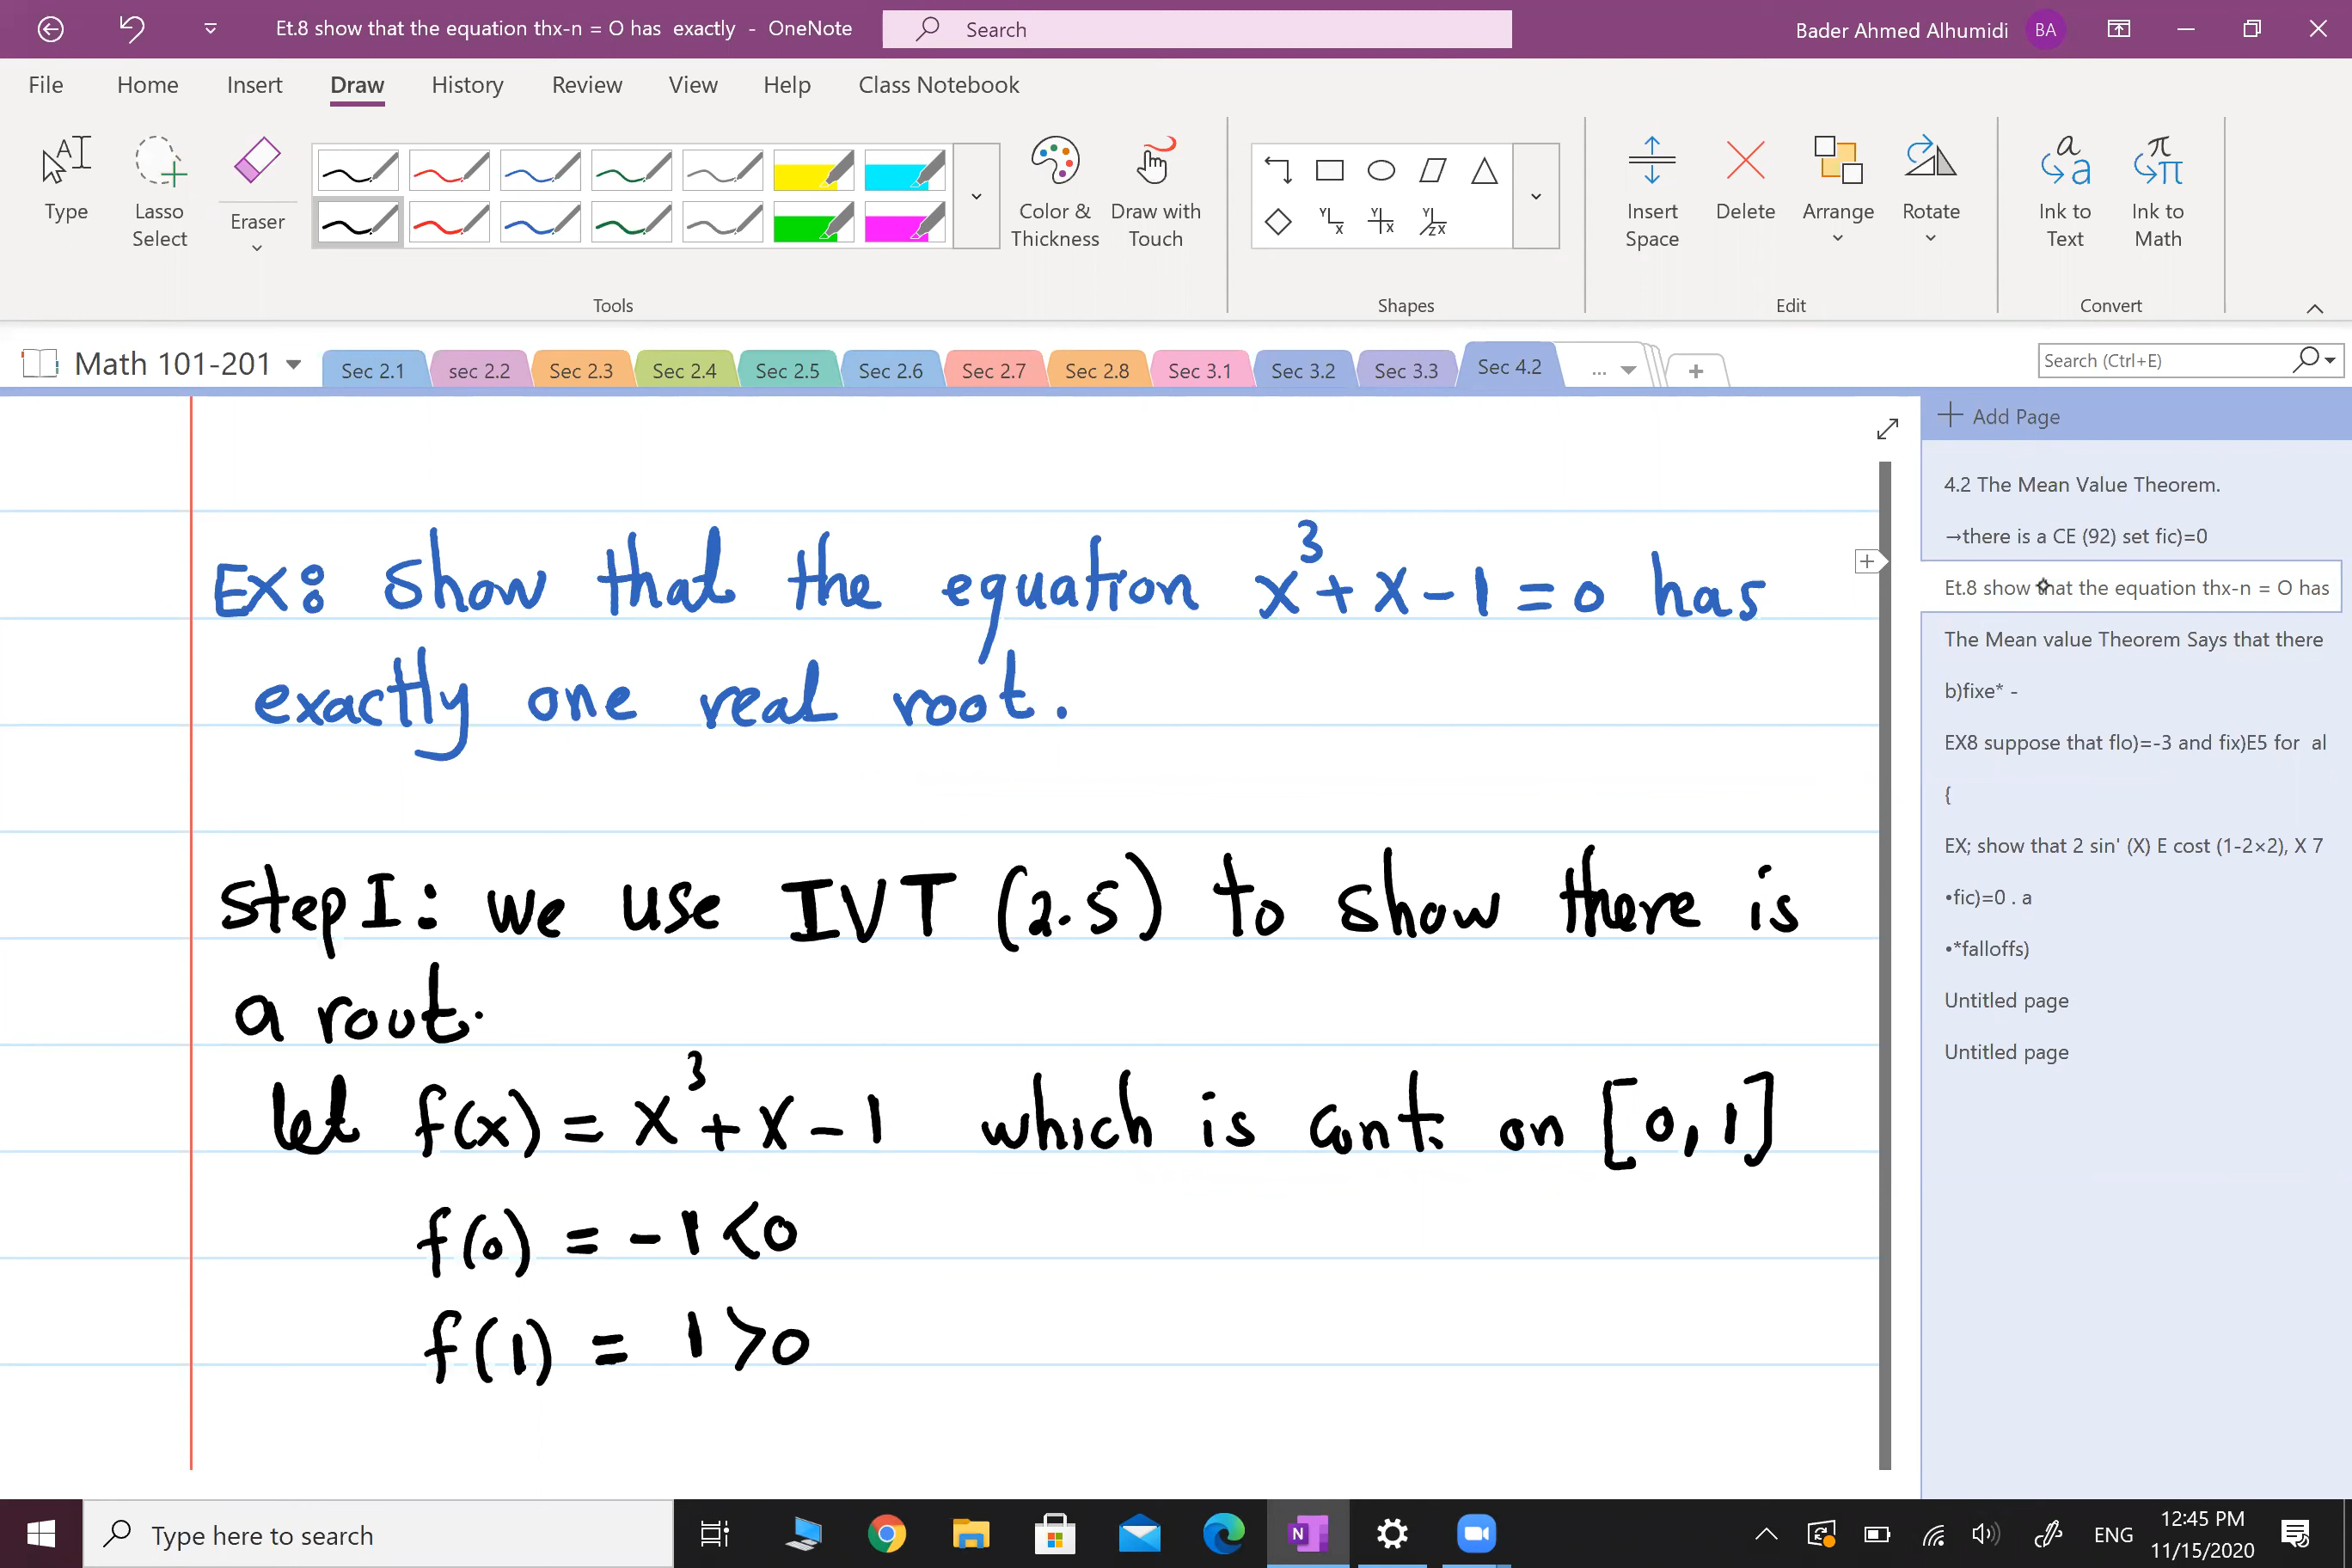 Et.8 show that the equation thx-n = O has exactly - OneNote
Search
Bader Ahmed Alhumidi
BA
File Home Insert Draw History Review View Help Class Notebook
Type
Lasso Select
Eraser
Color & Thickness
Draw with Touch
Insert Space
Delete
Arrange
Rotate
Ink to Text
Ink to Math
Tools
Shapes
Edit
Convert
Math 101-201
Sec 2.1 sec 2.2 Sec 2.3 Sec 2.4 Sec 2.5 Sec 2.6 Sec 2.7 Sec 2.8 Sec 3.1 Sec 3.2 Sec 3.3 Sec 4.2 ...
Search (Ctrl+E)
EX: show that the equation x³+x-1=0 has
exactly one real root.
step I: we use IVT (2.5) to show there is
a root.
let f(x) = x³+x-1 which is cont. on [0,1]
f(0) = -1<0
f(1) = 1>0
Add Page
4.2 The Mean Value Theorem.
→there is a CE (92) set fic)=0
Et.8 show that the equation thx-n = O has
The Mean value Theorem Says that there
b)fixe* -
EX8 suppose that flo)=-3 and fix)E5 for al
{
EX; show that 2 sin' (X) E cost (1-2×2), X 7
•fic)=0 . a
•*falloffs)
Untitled page
Untitled page
Type here to search
ENG
12:45 PM
11/15/2020